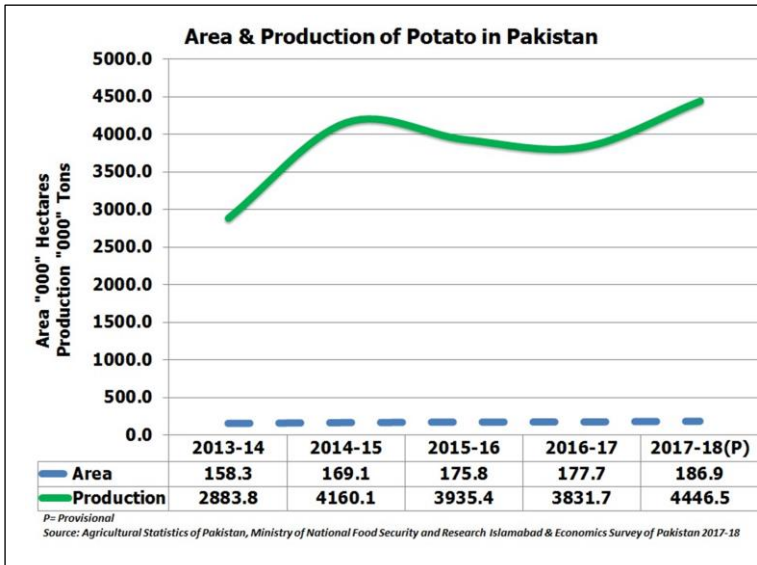 Area & Production of Potato in Pakistan
5000.0
4500.0
4000.0
3500.0
3000.0
2500.0
2000.0
1500.0
1000.0
500.0
0.0
Area "000" Hectares
Production "000" Tons
2013-14 2014-15 2015-16 2016-17 2017-18(P)
Area 158.3 169.1 175.8 177.7 186.9
Production 2883.8 4160.1 3935.4 3831.7 4446.5
P= Provisional
Source: Agricultural Statistics of Pakistan, Ministry of National Food Security and Research Islamabad & Economics Survey of Pakistan 2017-18